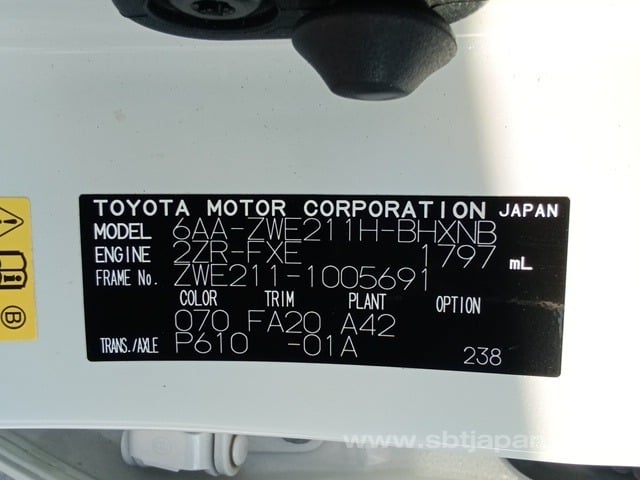 TOYOTA MOTOR CORPORATION JAPAN
MODEL 6AA-ZWE211H-BHXNB
ENGINE 2ZR-FXE 1797 mL
FRAME No. ZWE211-1005691
COLOR TRIM PLANT OPTION
070 FA20 A42
TRANS./AXLE P610 -01A 238
B
www.sbtjapan.